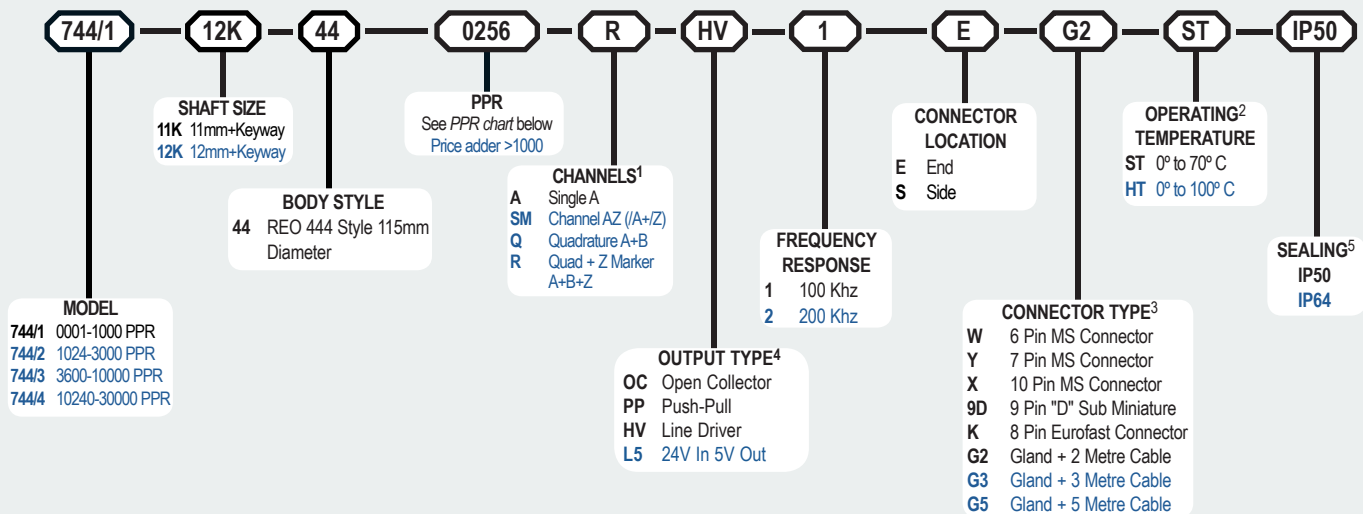 744/1 12K 44 0256 R HV 1 E G2 ST IP50
SHAFT SIZE
11K 11mm+Keyway
12K 12mm+Keyway
PPR
See PPR chart below
Price adder >1000
CONNECTOR
LOCATION
E End
S Side
OPERATING²
TEMPERATURE
ST 0º to 70º C
HT 0º to 100º C
BODY STYLE
44 REO 444 Style 115mm
Diameter
CHANNELS¹
A Single A
SM Channel AZ (/A+/Z)
Q Quadrature A+B
R Quad + Z Marker
A+B+Z
FREQUENCY
RESPONSE
1 100 Khz
2 200 Khz
SEALING⁵
IP50
IP64
MODEL
744/1 0001-1000 PPR
744/2 1024-3000 PPR
744/3 3600-10000 PPR
744/4 10240-30000 PPR
OUTPUT TYPE⁴
OC Open Collector
PP Push-Pull
HV Line Driver
L5 24V In 5V Out
CONNECTOR TYPE³
W 6 Pin MS Connector
Y 7 Pin MS Connector
X 10 Pin MS Connector
9D 9 Pin "D" Sub Miniature
K 8 Pin Eurofast Connector
G2 Gland + 2 Metre Cable
G3 Gland + 3 Metre Cable
G5 Gland + 5 Metre Cable